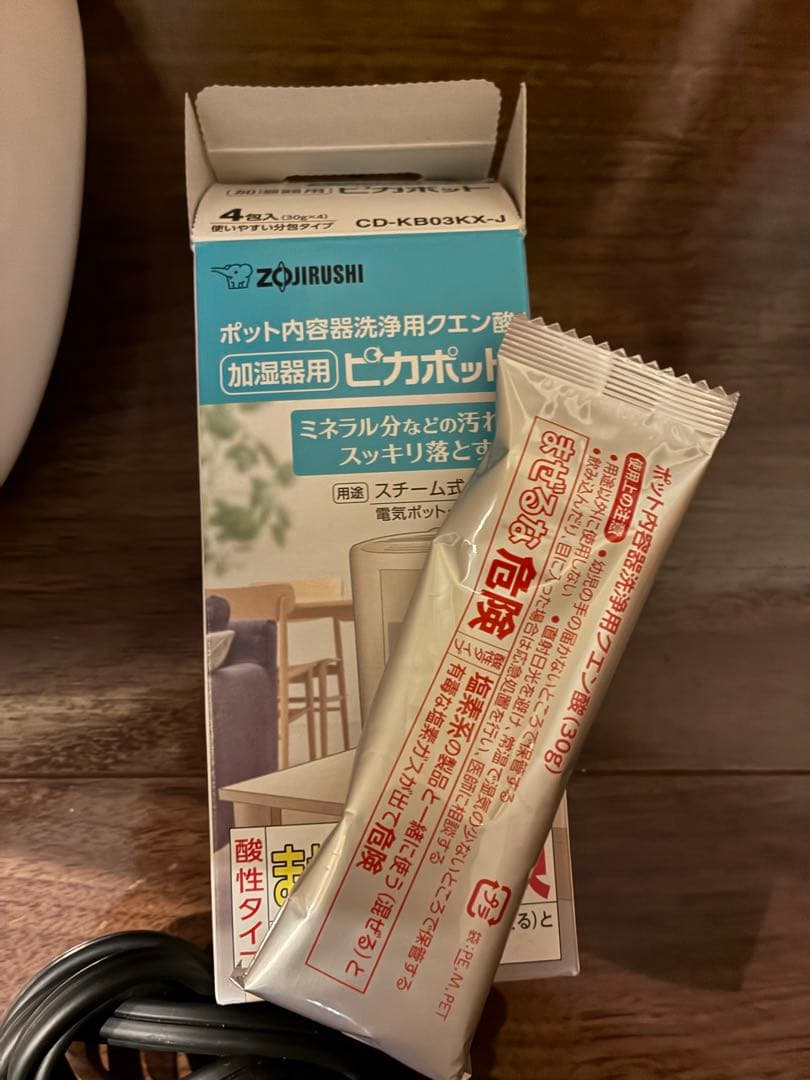 加湿器用 ピカポット
4包入 (30g×4)
使いやすい分包タイプ
CD-KB03KX-J
ZOJIRUSHI
ポット内容器洗浄用クエン酸
加湿器用 ピカポット
ミネラル分などの汚れ
スッキリ落とす
用途 スチーム式
電気ポット
酸性タイプ
ま
る)と
ポット内容器洗浄用クエン酸(30g)
使用上の注意
・幼児の手の届かないところで保管する
・用途以外に使用しない ・直射日光を避け、常温で湿気の少ないところで保管する
・飲み込んだり、目に入った場合は応急処置を行い、医師に相談する
まぜるな危険
酸性タイプ
塩素系の製品と一緒に使う(混ぜる)と
有毒な塩素ガスが出て危険
プラ
袋:PE,M,PET